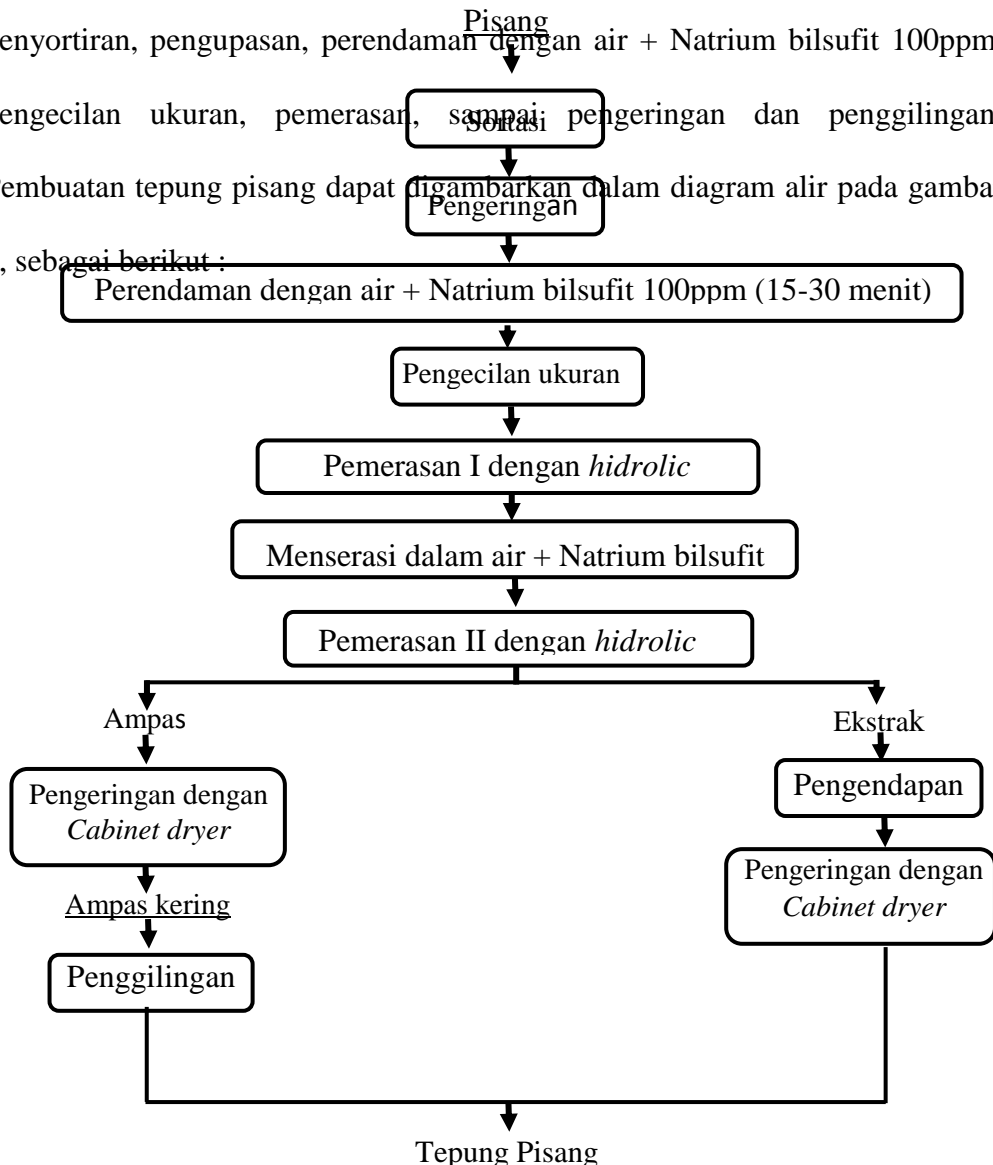 Pisang
enyortiran, pengupasan, perendaman dengan air + Natrium bilsufit 100ppm
engecilan ukuran, pemerasan, sampai pengeringan dan penggilingan
Sortasi
embuatan tepung pisang dapat digambarkan dalam diagram alir pada gamba
Pengeringan
, sebagai berikut :
Perendaman dengan air + Natrium bilsufit 100ppm (15-30 menit)
Pengecilan ukuran
Pemerasan I dengan hidrolic
Menserasi dalam air + Natrium bilsufit
Pemerasan II dengan hidrolic
Ampas
Ekstrak
Pengeringan dengan
Cabinet dryer
Pengendapan
Pengeringan dengan
Cabinet dryer
Ampas kering
Penggilingan
Tepung Pisang